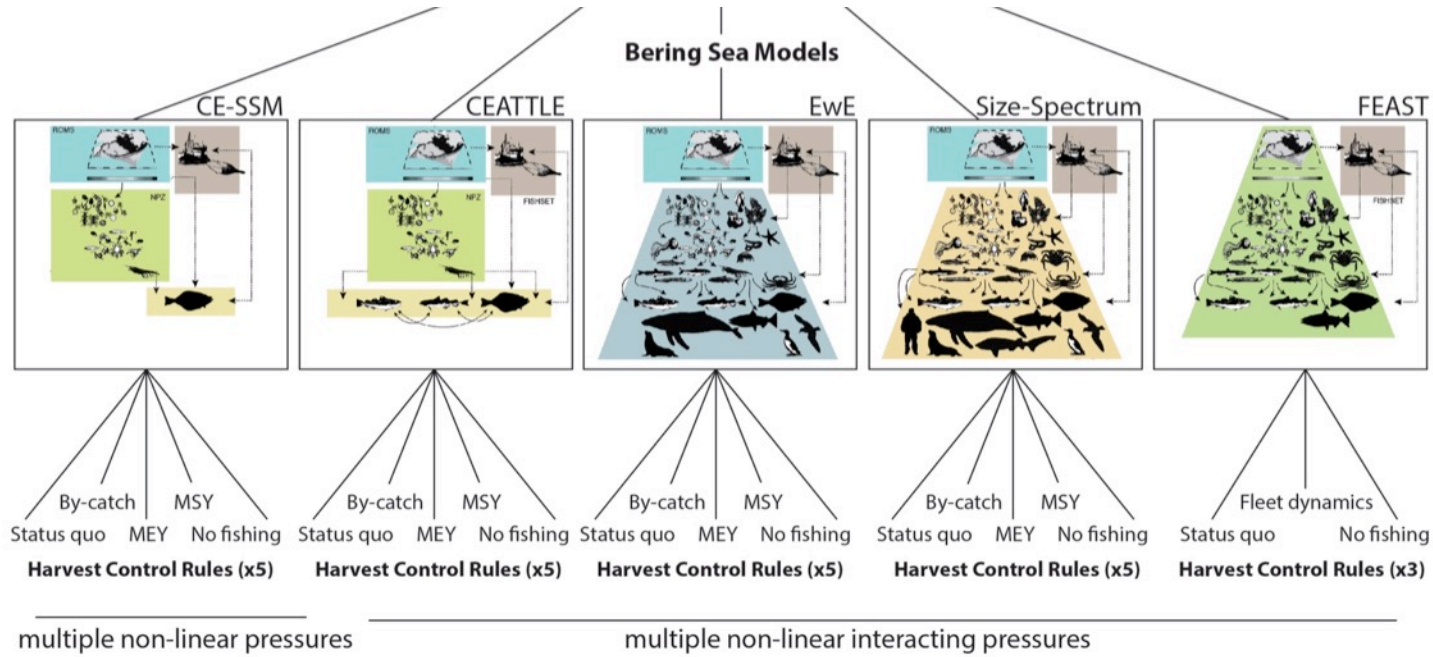 Bering Sea Models
CE-SSM
CEATTLE
EwE
Size-Spectrum
FEAST
ROMS
NPZ
ROMS
NPZ
FISHSET
ROMS
ROMS
FISHSET
By-catch MSY
Status quo MEY No fishing
Harvest Control Rules (x5)
By-catch MSY
Status quo MEY No fishing
Harvest Control Rules (x5)
By-catch MSY
Status quo MEY No fishing
Harvest Control Rules (x5)
By-catch MSY
Status quo MEY No fishing
Harvest Control Rules (x5)
Fleet dynamics
Status quo No fishing
Harvest Control Rules (x3)
multiple non-linear pressures
multiple non-linear interacting pressures